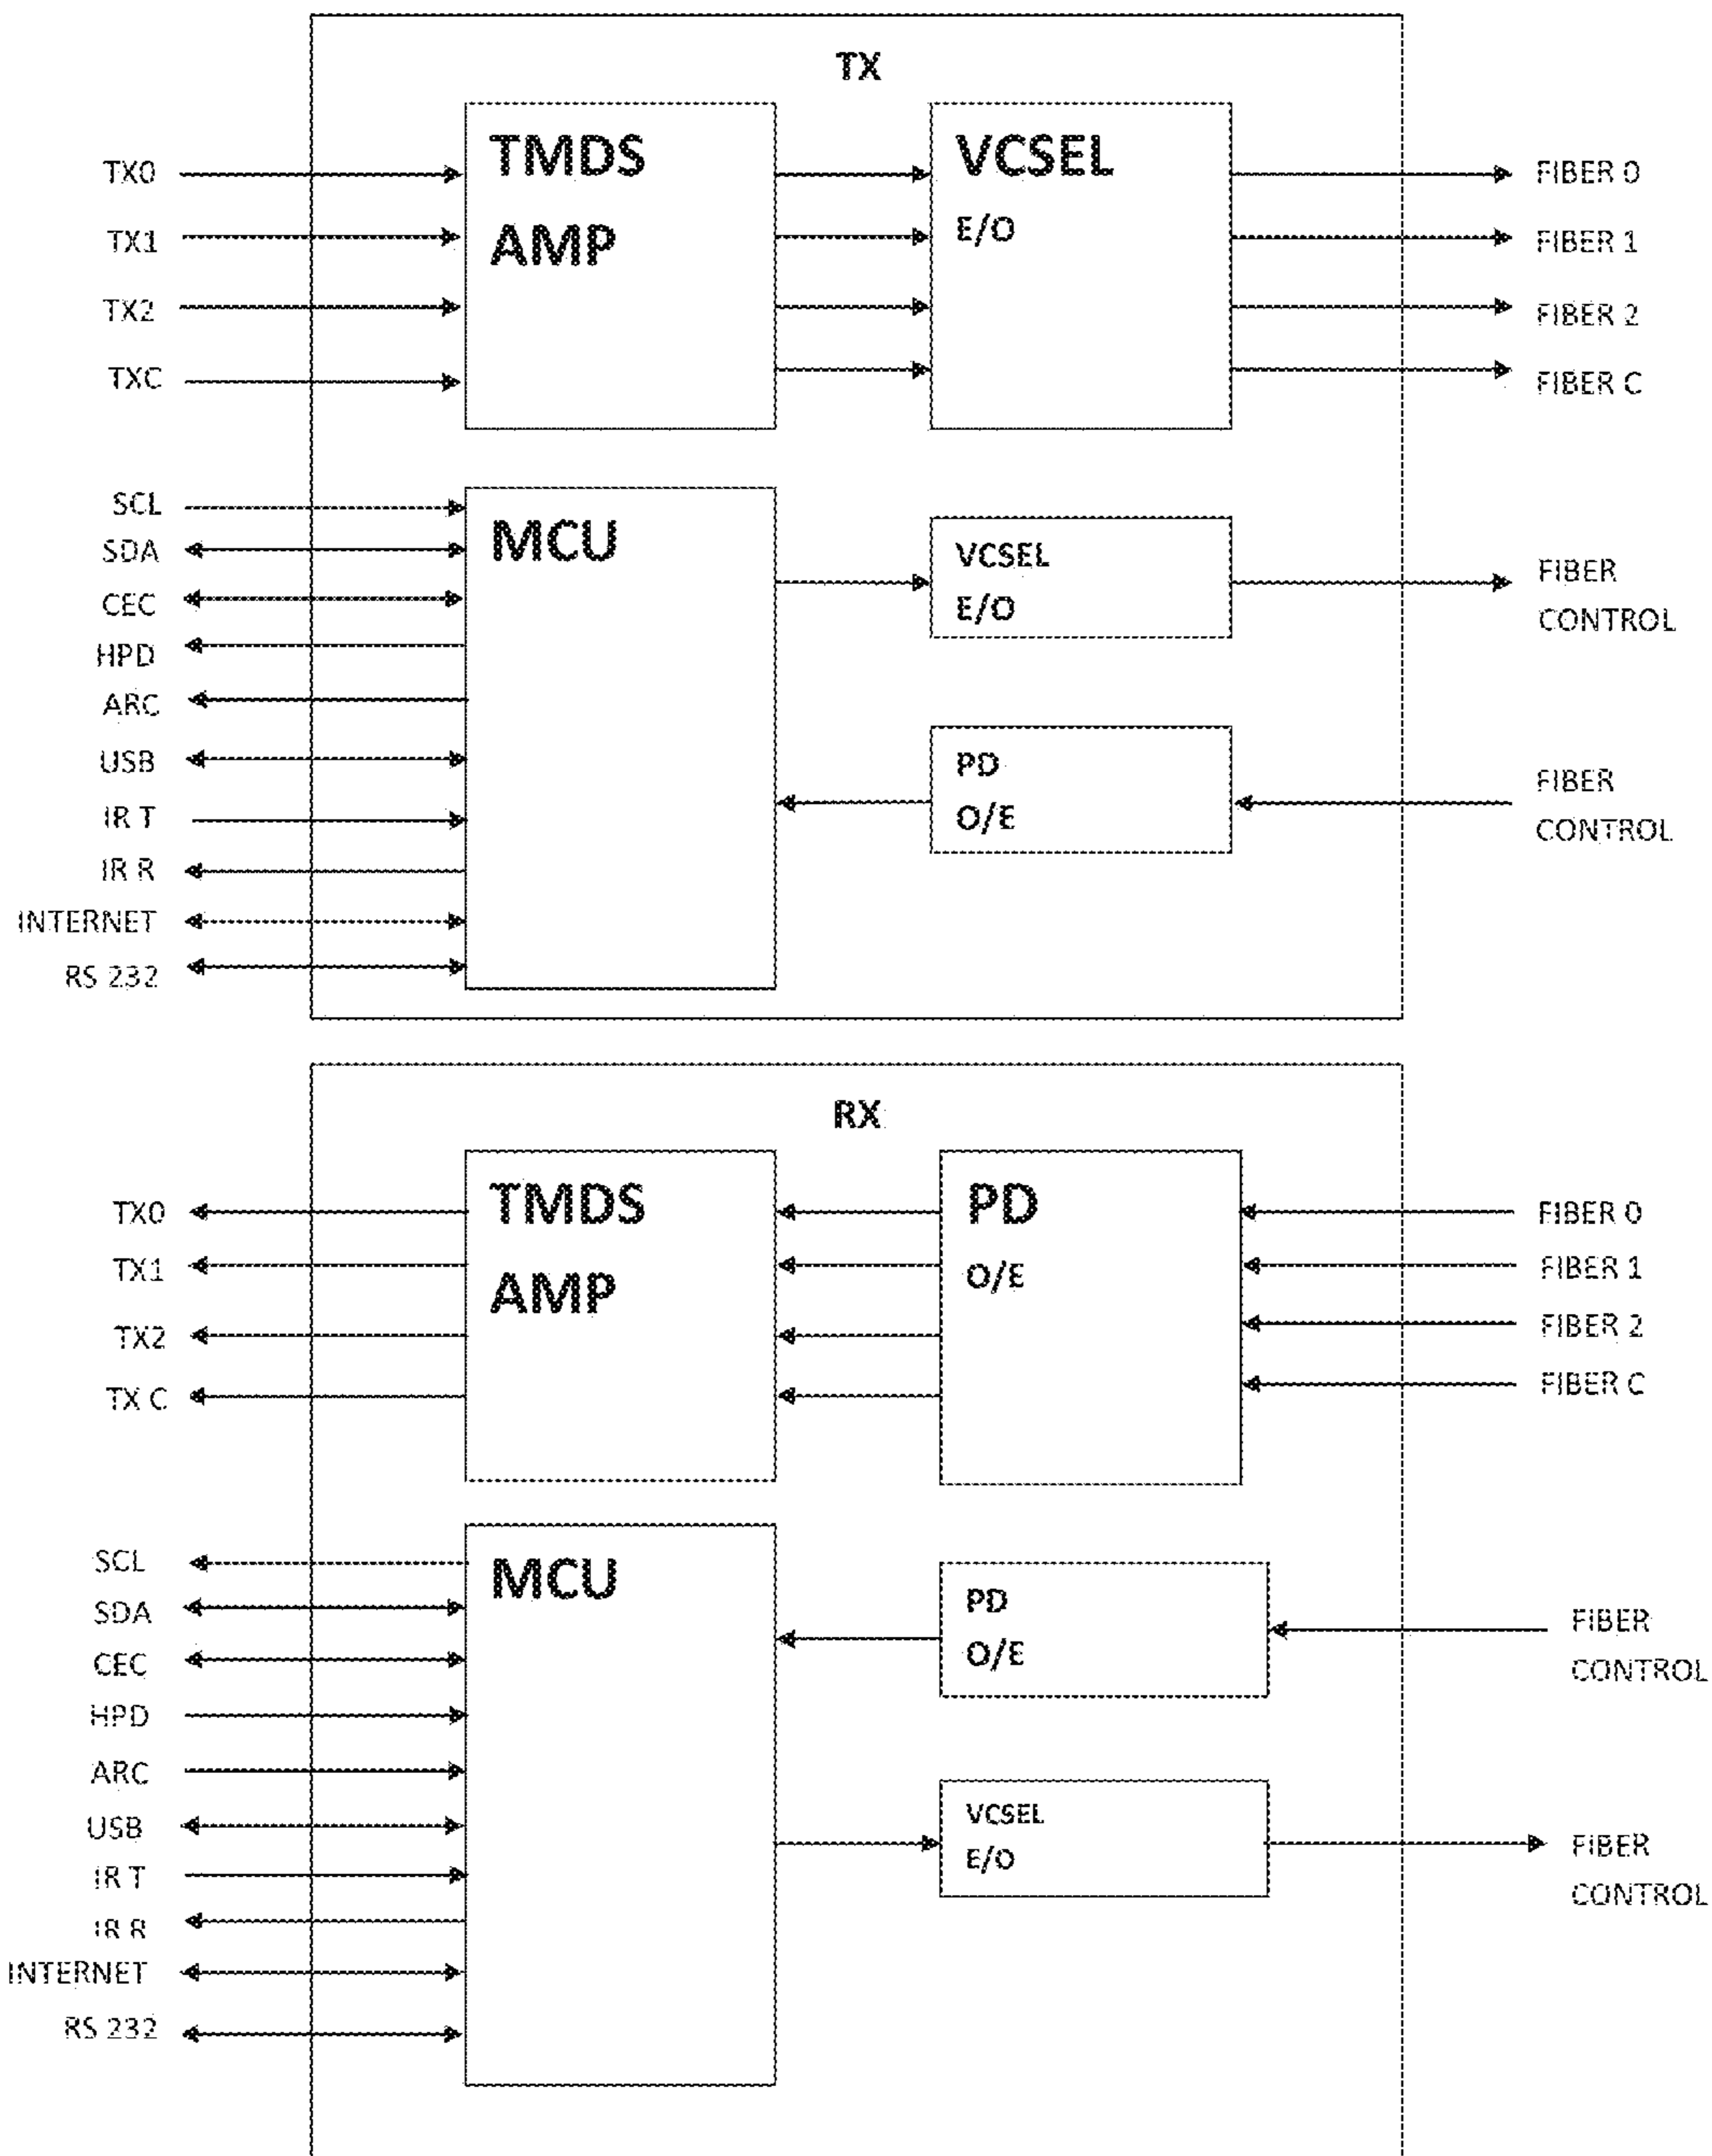 TX
TMDS
AMP
VCSEL
E/O
TX0
TX1
TX2
TXC
FIBER 0
FIBER 1
FIBER 2
FIBER C
SCL
SDA
CEC
HPD
ARC
USB
IR T
IR R
INTERNET
RS 232
MCU
VCSEL
E/O
FIBER
CONTROL
PD
O/E
FIBER
CONTROL
RX
TMDS
AMP
PD
O/E
TX0
TX1
TX2
TX C
FIBER 0
FIBER 1
FIBER 2
FIBER C
SCL
SDA
CEC
HPD
ARC
USB
IR T
IR R
INTERNET
RS 232
MCU
PD
O/E
FIBER
CONTROL
VCSEL
E/O
FIBER
CONTROL